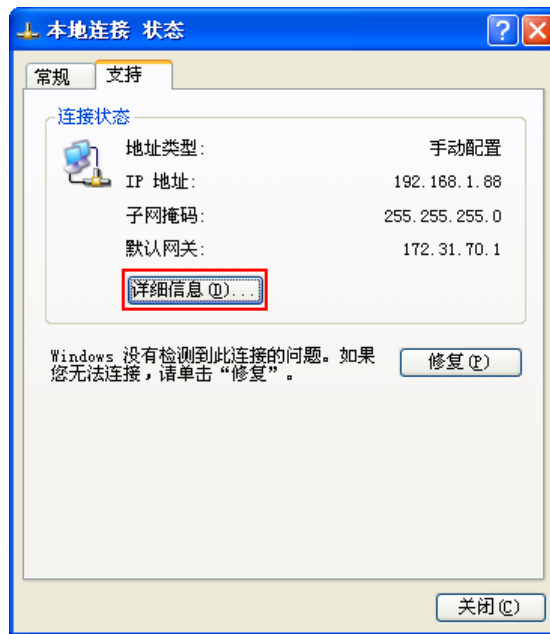 本地连接 状态
常规 支持
连接状态
地址类型: 手动配置
IP 地址: 192.168.1.88
子网掩码: 255.255.255.0
默认网关: 172.31.70.1
详细信息(D)...
Windows 没有检测到此连接的问题。如果
您无法连接，请单击“修复”。
修复(P)
关闭(C)